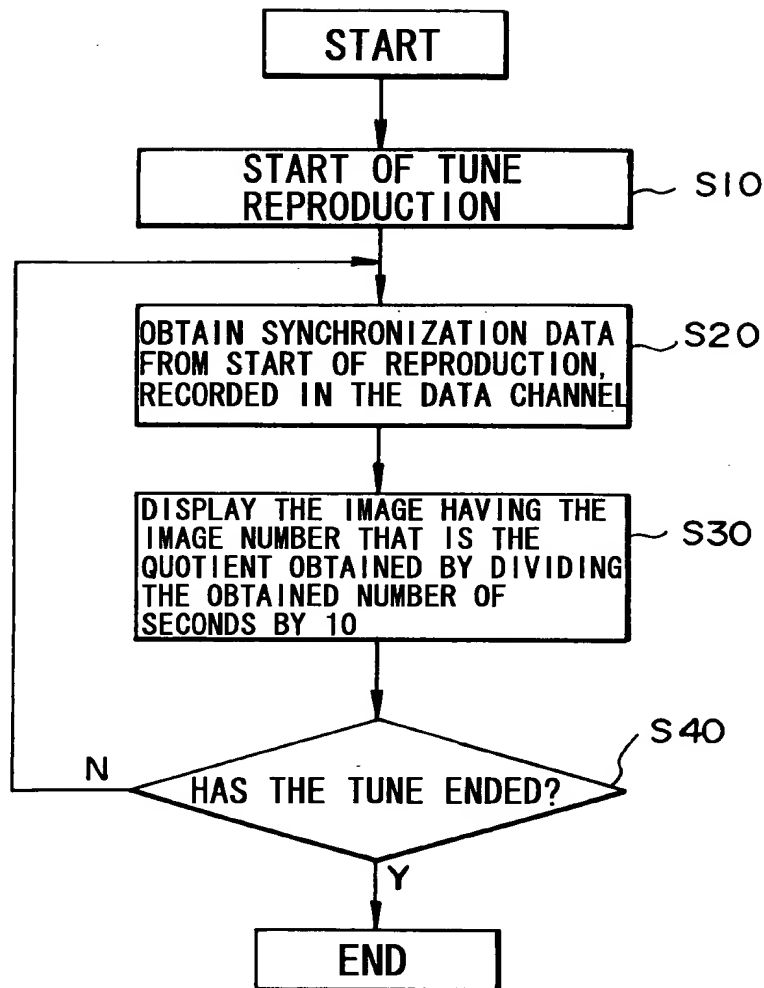 START
START OF TUNE
REPRODUCTION
S10
OBTAIN SYNCHRONIZATION DATA
FROM START OF REPRODUCTION,
RECORDED IN THE DATA CHANNEL
S20
DISPLAY THE IMAGE HAVING THE
IMAGE NUMBER THAT IS THE
QUOTIENT OBTAINED BY DIVIDING
THE OBTAINED NUMBER OF
SECONDS BY 10
S30
HAS THE TUNE ENDED?
S40
N
Y
END